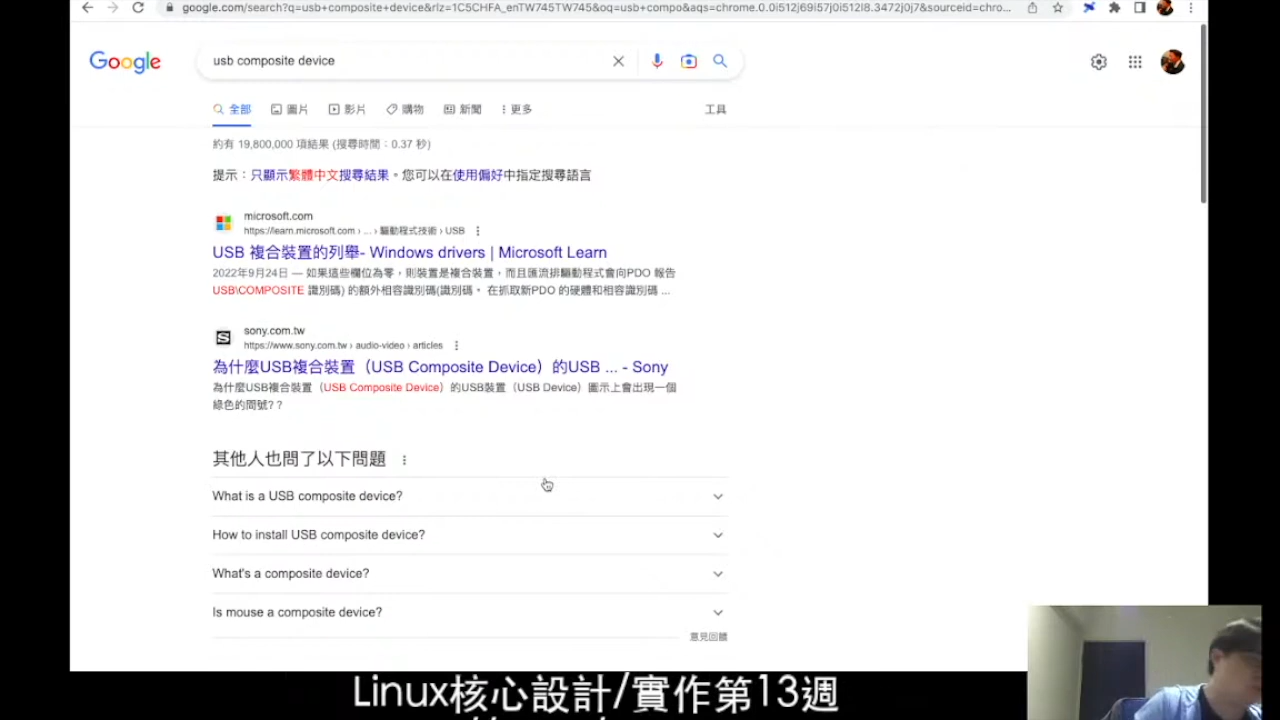 google.com/search?q=usb+composite+device&rlz=1C5CHFA_enTW745TW745&oq=usb+compo&aqs=chrome.0.0i512j69i57j0i512l8.3472j0j7&sourceid=chro...
Google
usb composite device
全部 圖片 影片 購物 新聞 更多 工具
約有 19,800,000 項結果 (搜尋時間：0.37 秒)
提示：只顯示繁體中文搜尋結果。您可以在使用偏好中指定搜尋語言
microsoft.com
https://learn.microsoft.com › ... › 驅動程式技術 › USB
USB 複合裝置的列舉- Windows drivers | Microsoft Learn
2022年9月24日 — 如果這些欄位為零，則裝置是複合裝置，而且匯流排驅動程式會向PDO 報告
USB\COMPOSITE 識別碼) 的額外相容識別碼(識別碼。 在抓取新PDO 的硬體和相容識別碼 ...
S
sony.com.tw
https://www.sony.com.tw › audio-video › articles
為什麼USB複合裝置（USB Composite Device）的USB ... - Sony
為什麼USB複合裝置（USB Composite Device）的USB裝置（USB Device）圖示上會出現一個
綠色的問號? ?
其他人也問了以下問題
What is a USB composite device?
How to install USB composite device?
What's a composite device?
Is mouse a composite device?
意見回饋
Linux核心設計/實作第13週